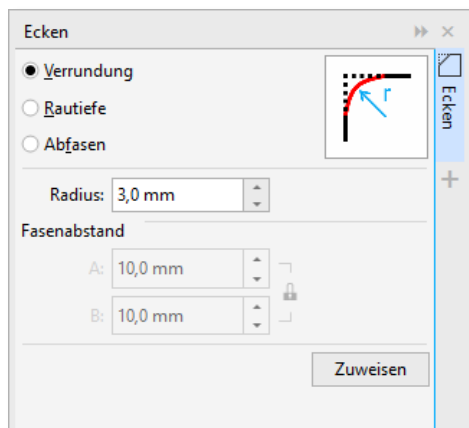 Ecken
Verrundung
r
Rautiefe
Abfasen
Ecken
Radius: 3,0 mm
Fasenabstand
A: 10,0 mm
B: 10,0 mm
Zuweisen